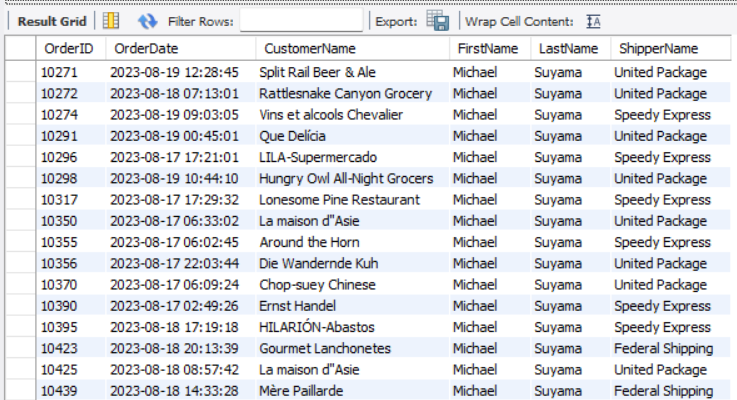 Result Grid Filter Rows: Export: Wrap Cell Content: IA
OrderID OrderDate CustomerName FirstName LastName ShipperName
10271 2023-08-19 12:28:45 Split Rail Beer & Ale Michael Suyama United Package
10272 2023-08-18 07:13:01 Rattlesnake Canyon Grocery Michael Suyama United Package
10274 2023-08-19 09:03:05 Vins et alcools Chevalier Michael Suyama Speedy Express
10291 2023-08-19 00:45:01 Que Delícia Michael Suyama United Package
10296 2023-08-17 17:21:01 LILA-Supermercado Michael Suyama Speedy Express
10298 2023-08-19 10:44:10 Hungry Owl All-Night Grocers Michael Suyama United Package
10317 2023-08-17 17:29:32 Lonesome Pine Restaurant Michael Suyama Speedy Express
10350 2023-08-17 06:33:02 La maison d"Asie Michael Suyama United Package
10355 2023-08-17 06:02:45 Around the Horn Michael Suyama Speedy Express
10356 2023-08-17 22:03:44 Die Wandernde Kuh Michael Suyama United Package
10370 2023-08-17 06:09:24 Chop-suey Chinese Michael Suyama United Package
10390 2023-08-17 02:49:26 Ernst Handel Michael Suyama Speedy Express
10395 2023-08-18 17:19:18 HILARIÓN-Abastos Michael Suyama Speedy Express
10423 2023-08-18 20:13:39 Gourmet Lanchonetes Michael Suyama Federal Shipping
10425 2023-08-18 08:57:42 La maison d"Asie Michael Suyama United Package
10439 2023-08-18 14:33:28 Mère Paillarde Michael Suyama Federal Shipping